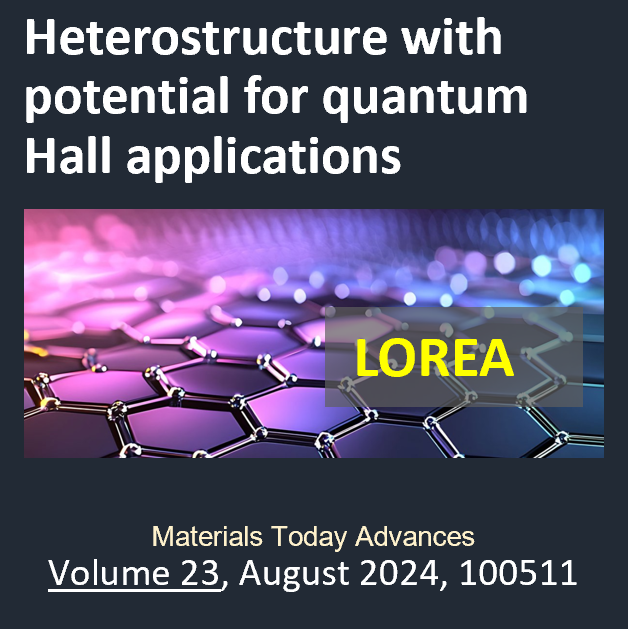 Heterostructure with
potential for quantum
Hall applications
LOREA
Materials Today Advances
Volume 23, August 2024, 100511